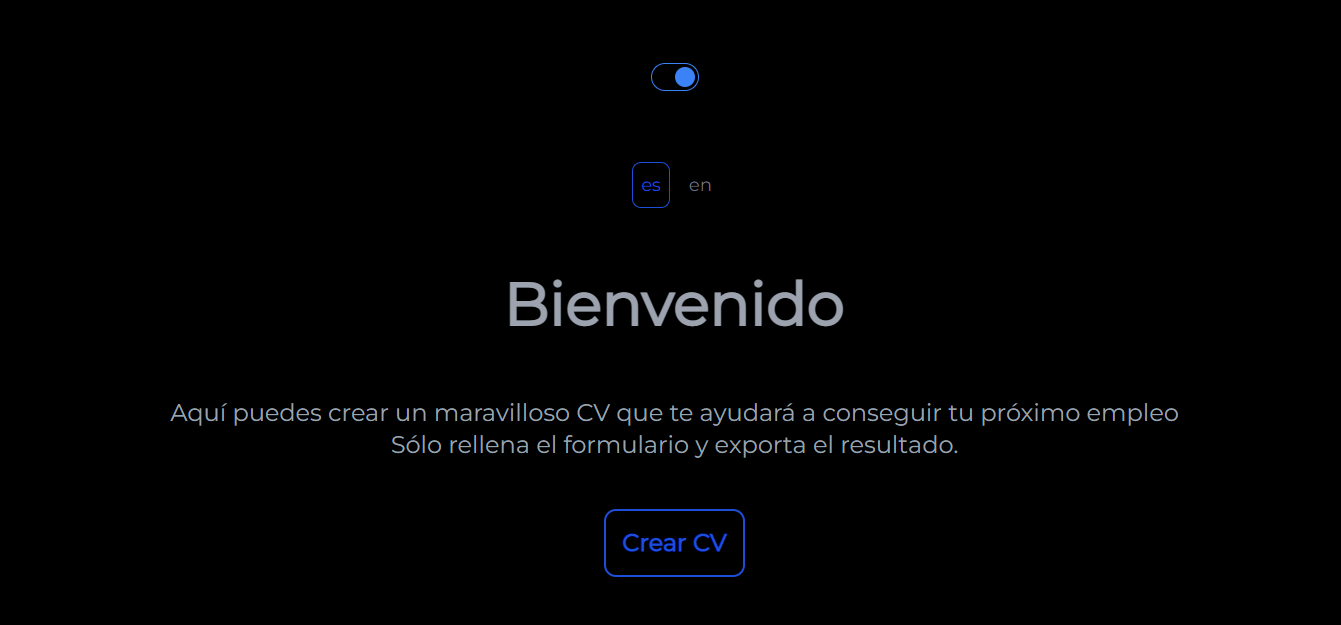 es en
Bienvenido
Aquí puedes crear un maravilloso CV que te ayudará a conseguir tu próximo empleo
Sólo rellena el formulario y exporta el resultado.
Crear CV